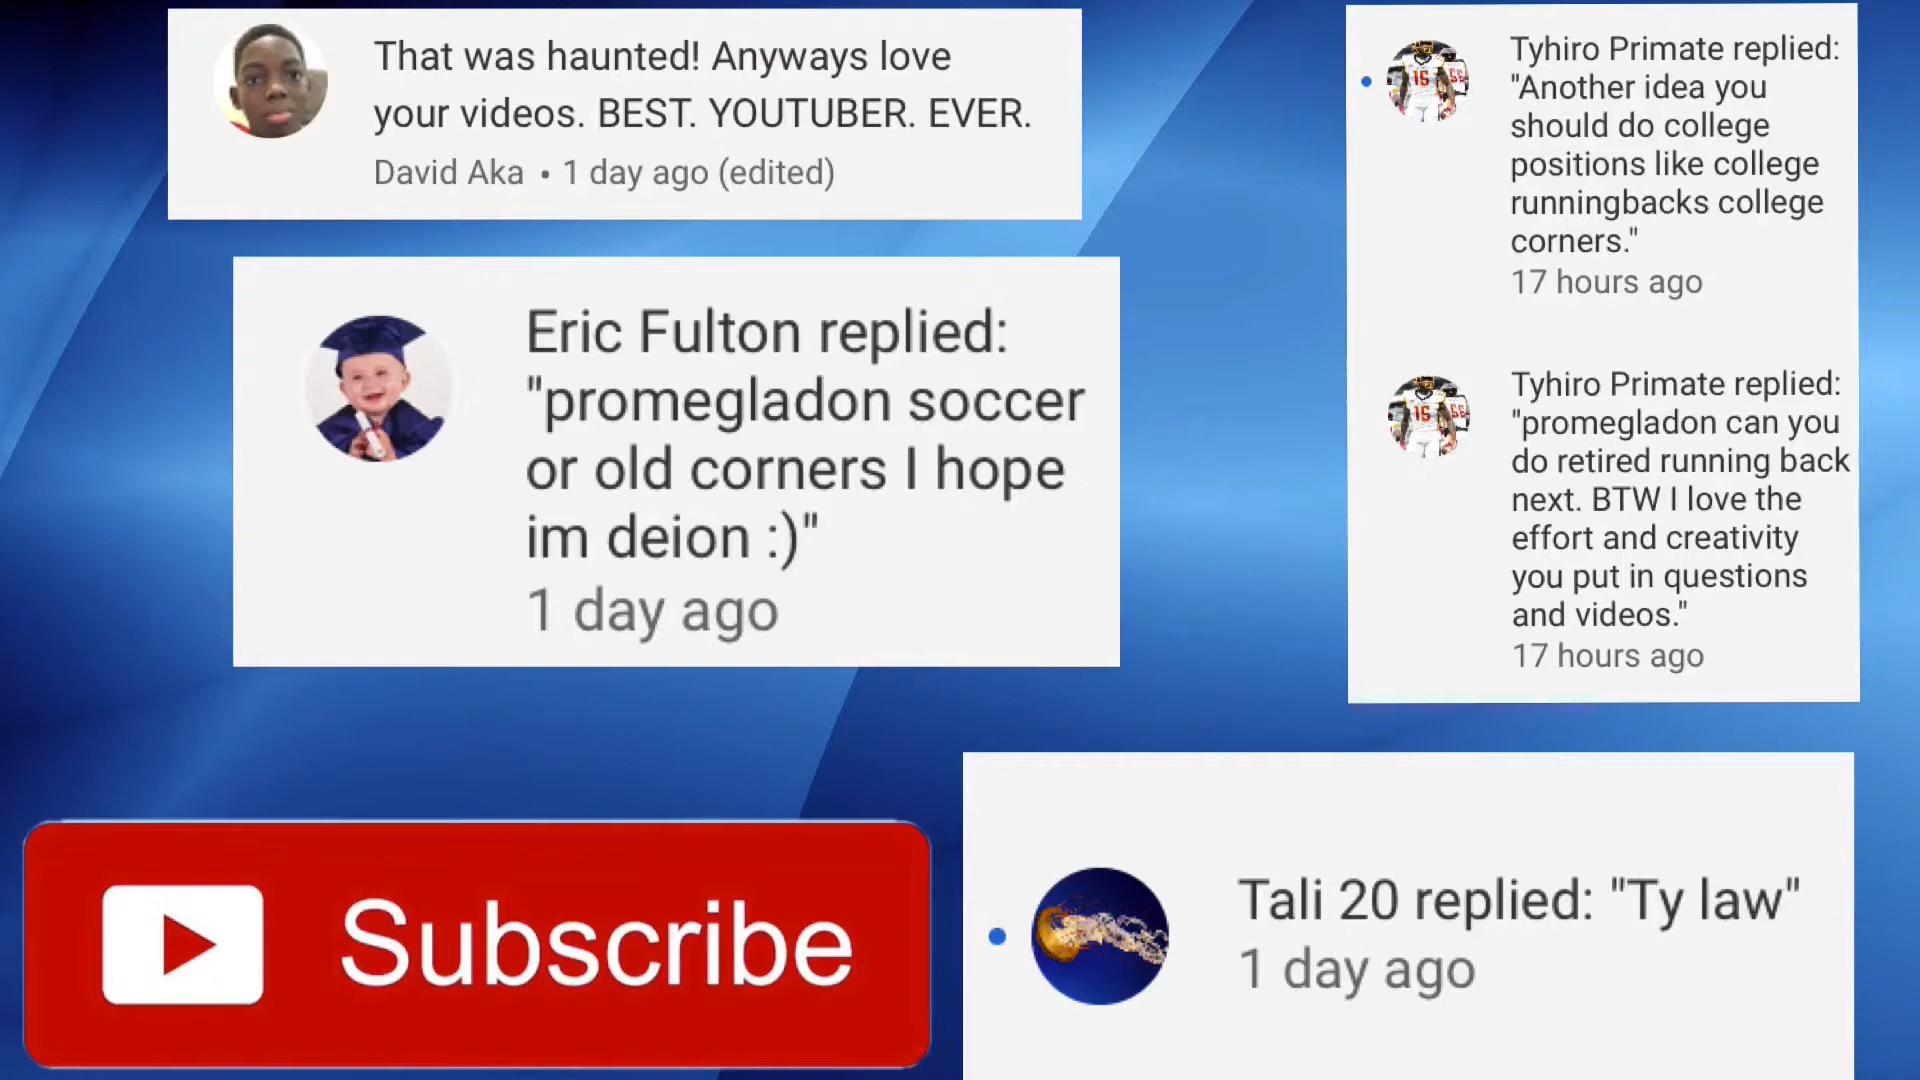 That was haunted! Anyways love
your videos. BEST. YOUTUBER. EVER.
David Aka • 1 day ago (edited)
Eric Fulton replied:
"promegladon soccer
or old corners I hope
im deion :)"
1 day ago
Tyhiro Primate replied:
"Another idea you
should do college
positions like college
runningbacks college
corners."
17 hours ago
Tyhiro Primate replied:
"promegladon can you
do retired running back
next. BTW I love the
effort and creativity
you put in questions
and videos."
17 hours ago
Subscribe
Tali 20 replied: "Ty law"
1 day ago